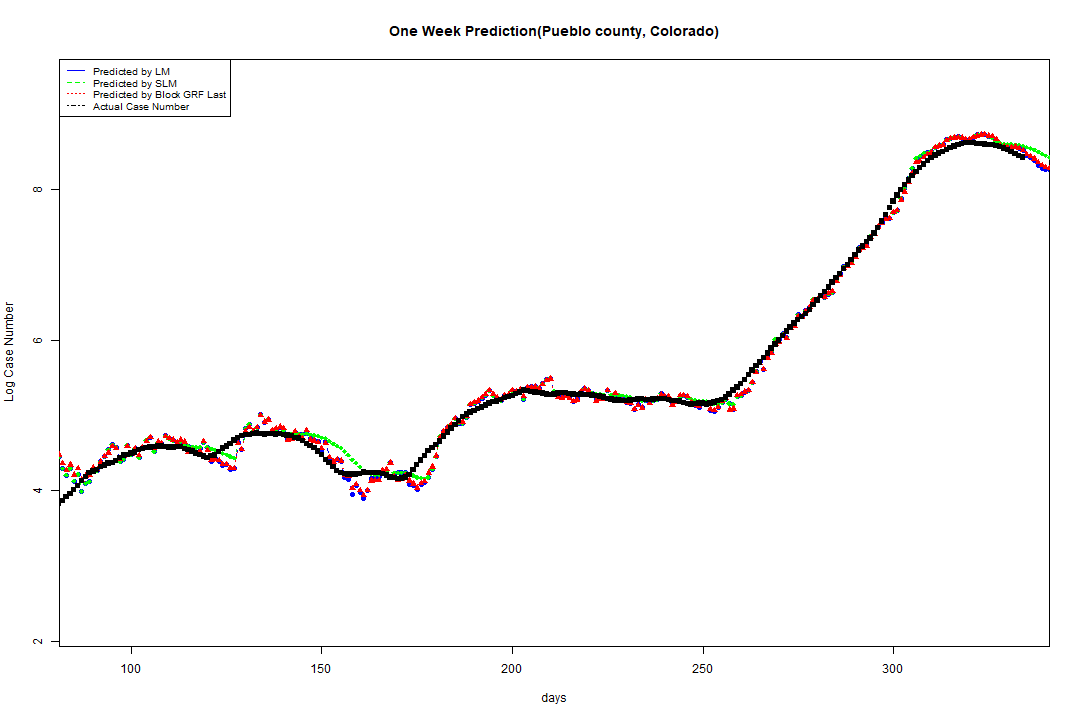 One Week Prediction(Pueblo county, Colorado)
Predicted by LM
Predicted by SLM
Predicted by Block GRF Last
Actual Case Number
8
6
4
2
Log Case Number
100 150 200 250 300
days